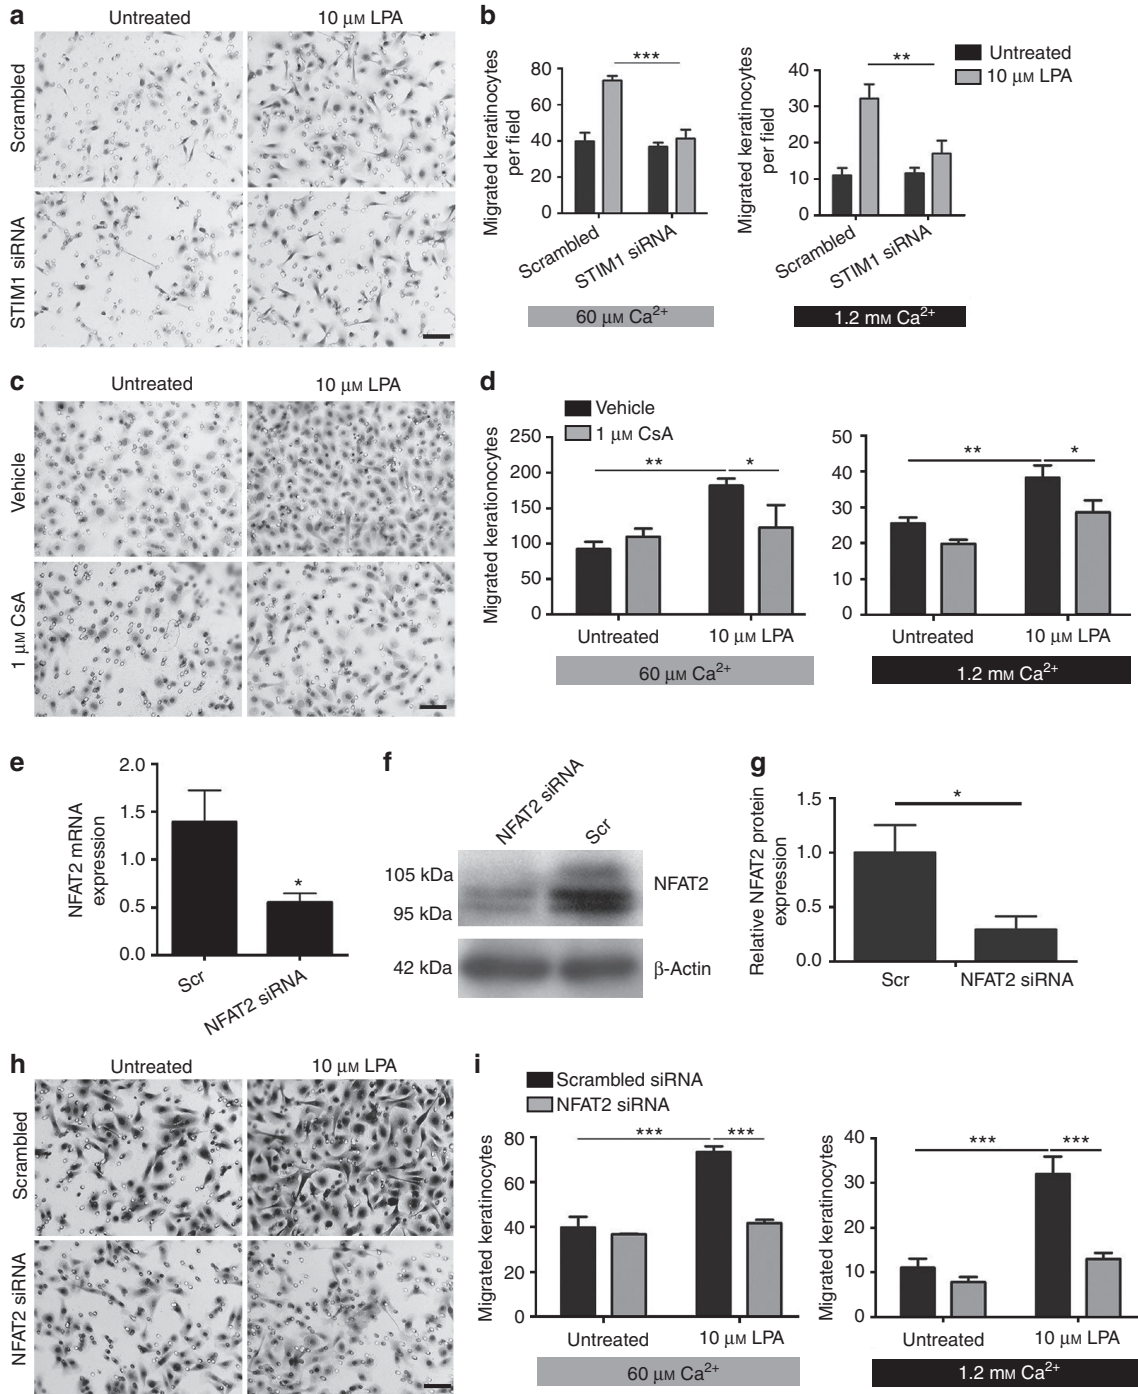 a
Untreated
10 μM LPA
Scrambled
STIM1 siRNA
b
Untreated
10 μM LPA
Migrated keratinocytes
per field
80
60
40
20
0
***
Scrambled
STIM1 siRNA
60 μM Ca²⁺
Migrated keratinocytes
per field
40
30
20
10
0
**
Scrambled
STIM1 siRNA
1.2 mM Ca²⁺
c
Untreated
10 μM LPA
Vehicle
1 μM CsA
d
Vehicle
1 μM CsA
Migrated kerationocytes
250
200
150
100
50
0
**
*
Untreated
10 μM LPA
60 μM Ca²⁺
50
40
30
20
10
0
**
*
Untreated
10 μM LPA
1.2 mM Ca²⁺
e
NFAT2 mRNA
expression
2.0
1.5
1.0
0.5
0.0
*
Scr
NFAT2 siRNA
f
NFAT2 siRNA
Scr
105 kDa
95 kDa
NFAT2
42 kDa
β-Actin
g
Relative NFAT2 protein
expression
1.5
1.0
0.5
0.0
*
Scr
NFAT2 siRNA
h
Untreated
10 μM LPA
Scrambled
NFAT2 siRNA
i
Scrambled siRNA
NFAT2 siRNA
Migrated keratinocytes
80
60
40
20
0
***
***
Untreated
10 μM LPA
60 μM Ca²⁺
Migrated keratinocytes
40
30
20
10
0
***
***
Untreated
10 μM LPA
1.2 mM Ca²⁺